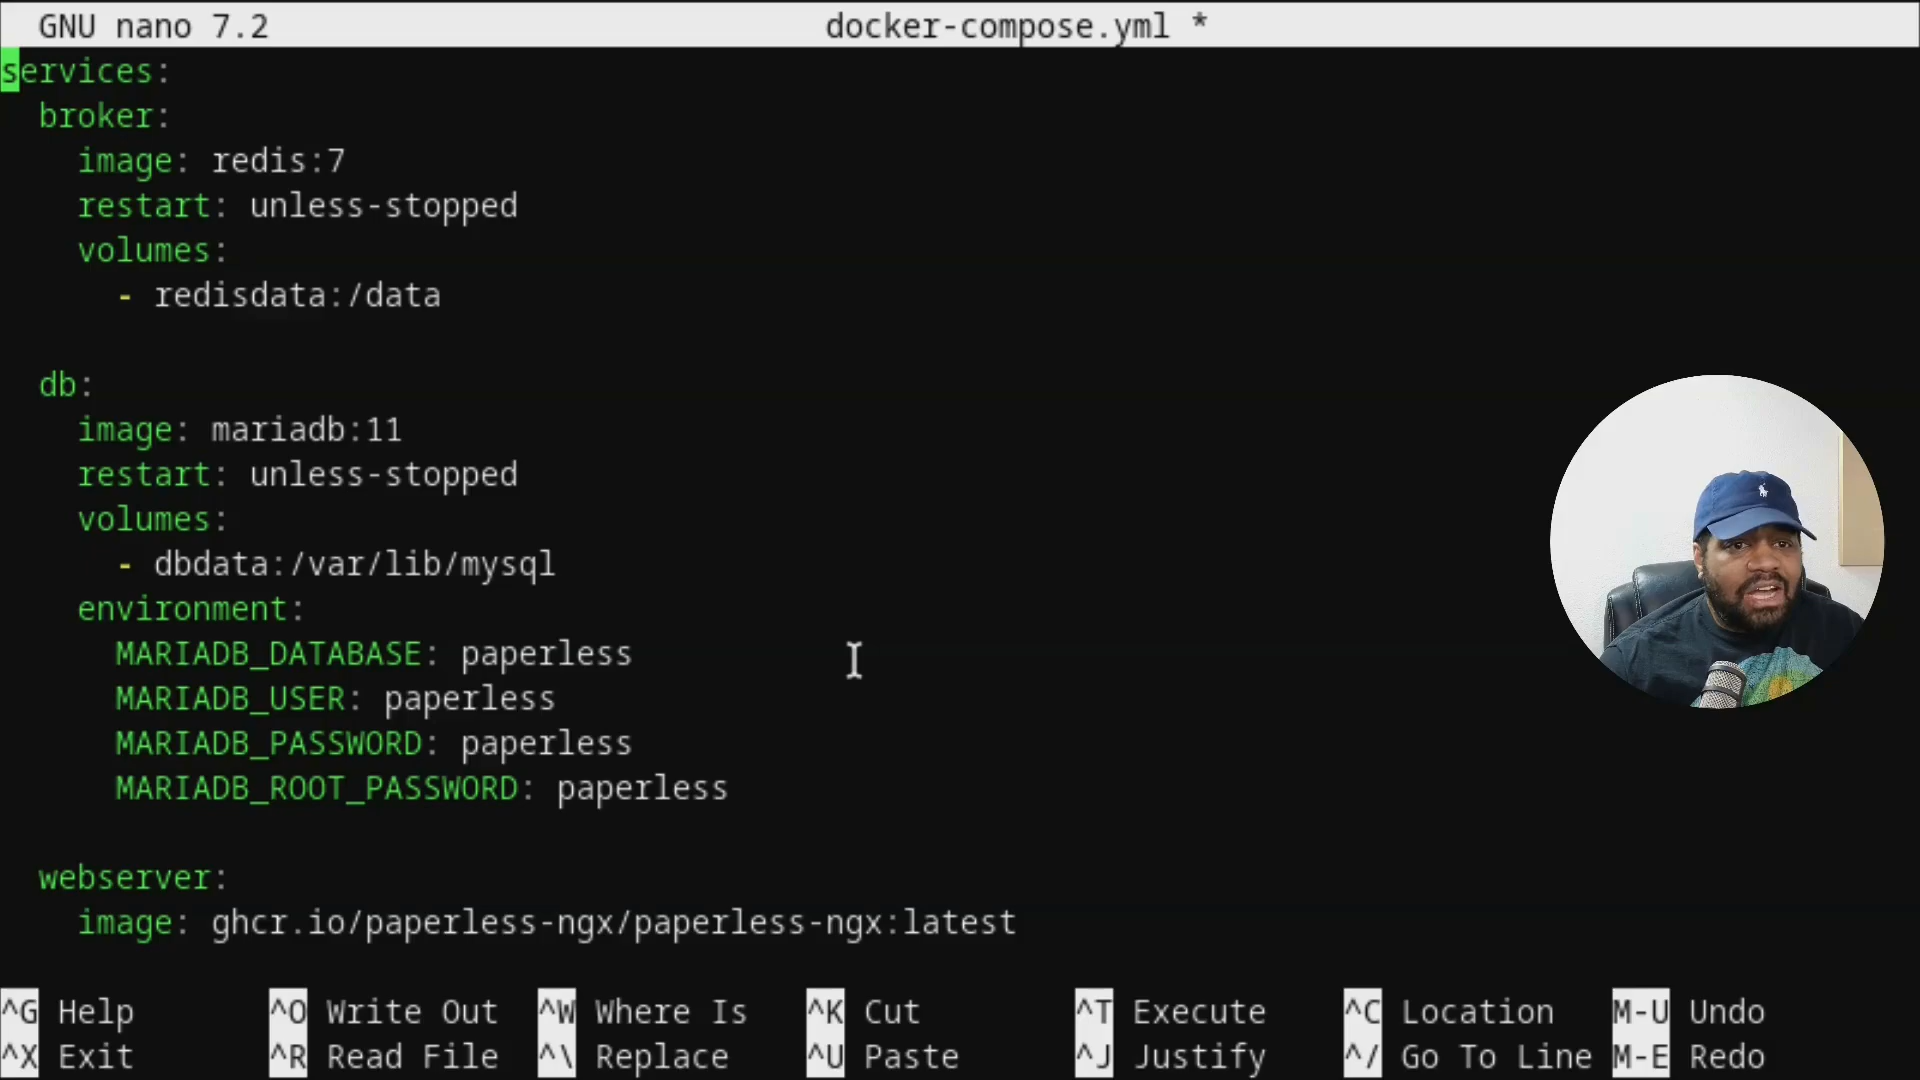 GNU nano 7.2 docker-compose.yml *
services:
  broker:
    image: redis:7
    restart: unless-stopped
    volumes:
      - redisdata:/data

  db:
    image: mariadb:11
    restart: unless-stopped
    volumes:
      - dbdata:/var/lib/mysql
    environment:
      MARIADB_DATABASE: paperless
      MARIADB_USER: paperless
      MARIADB_PASSWORD: paperless
      MARIADB_ROOT_PASSWORD: paperless

  webserver:
    image: ghcr.io/paperless-ngx/paperless-ngx:latest

^G Help ^O Write Out ^W Where Is ^K Cut ^T Execute ^C Location M-U Undo
^X Exit ^R Read File ^\ Replace ^U Paste ^J Justify ^/ Go To Line M-E Redo